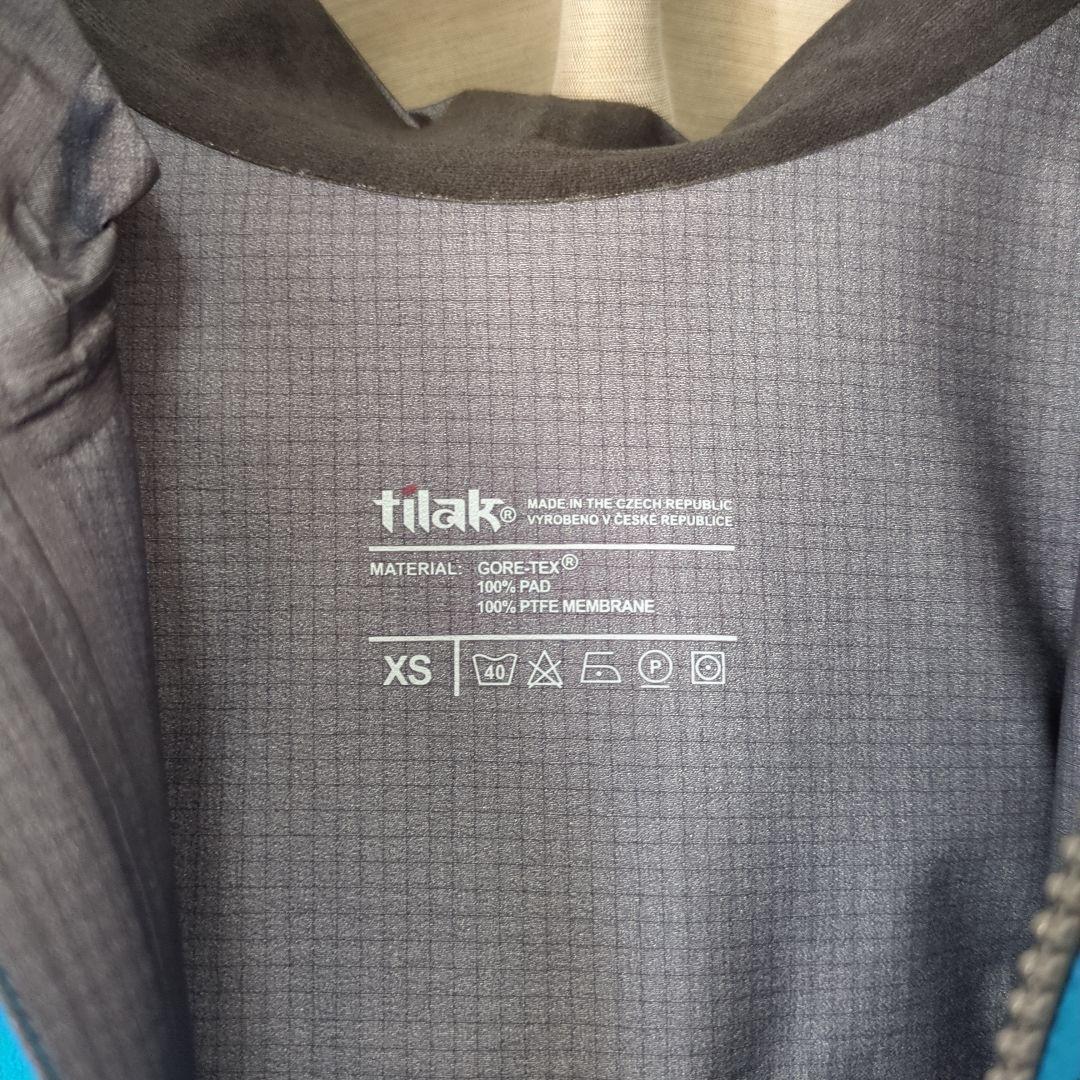 tilak® MADE IN THE CZECH REPUBLIC
VYROBENO V ČESKÉ REPUBLICE
MATERIAL: GORE-TEX®
100% PAD
100% PTFE MEMBRANE
XS 40 P